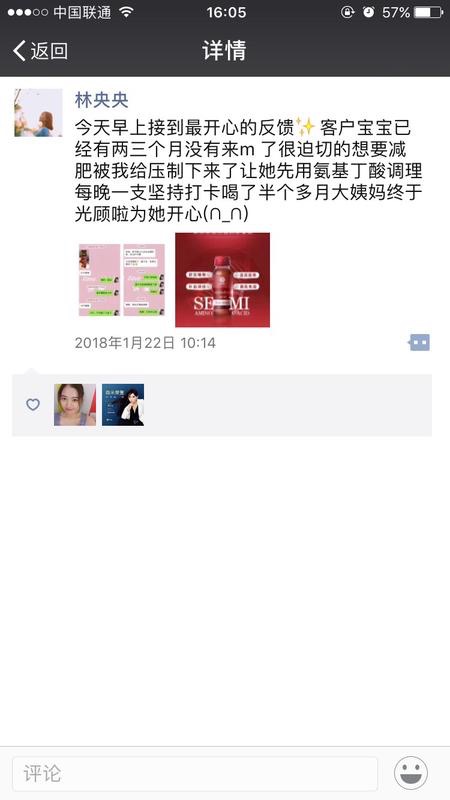 中国联通
16:05
57%
返回
详情
林央央
今天早上接到最开心的反馈✨ 客户宝宝已
经有两三个月没有来m 了很迫切的想要减
肥被我给压制下来了让她先用氨基丁酸调理
每晚一支坚持打卡喝了半个多月大姨妈终于
光顾啦为她开心(∩_∩)
SE MI
AMINO ACID
2018年1月22日 10:14
评论